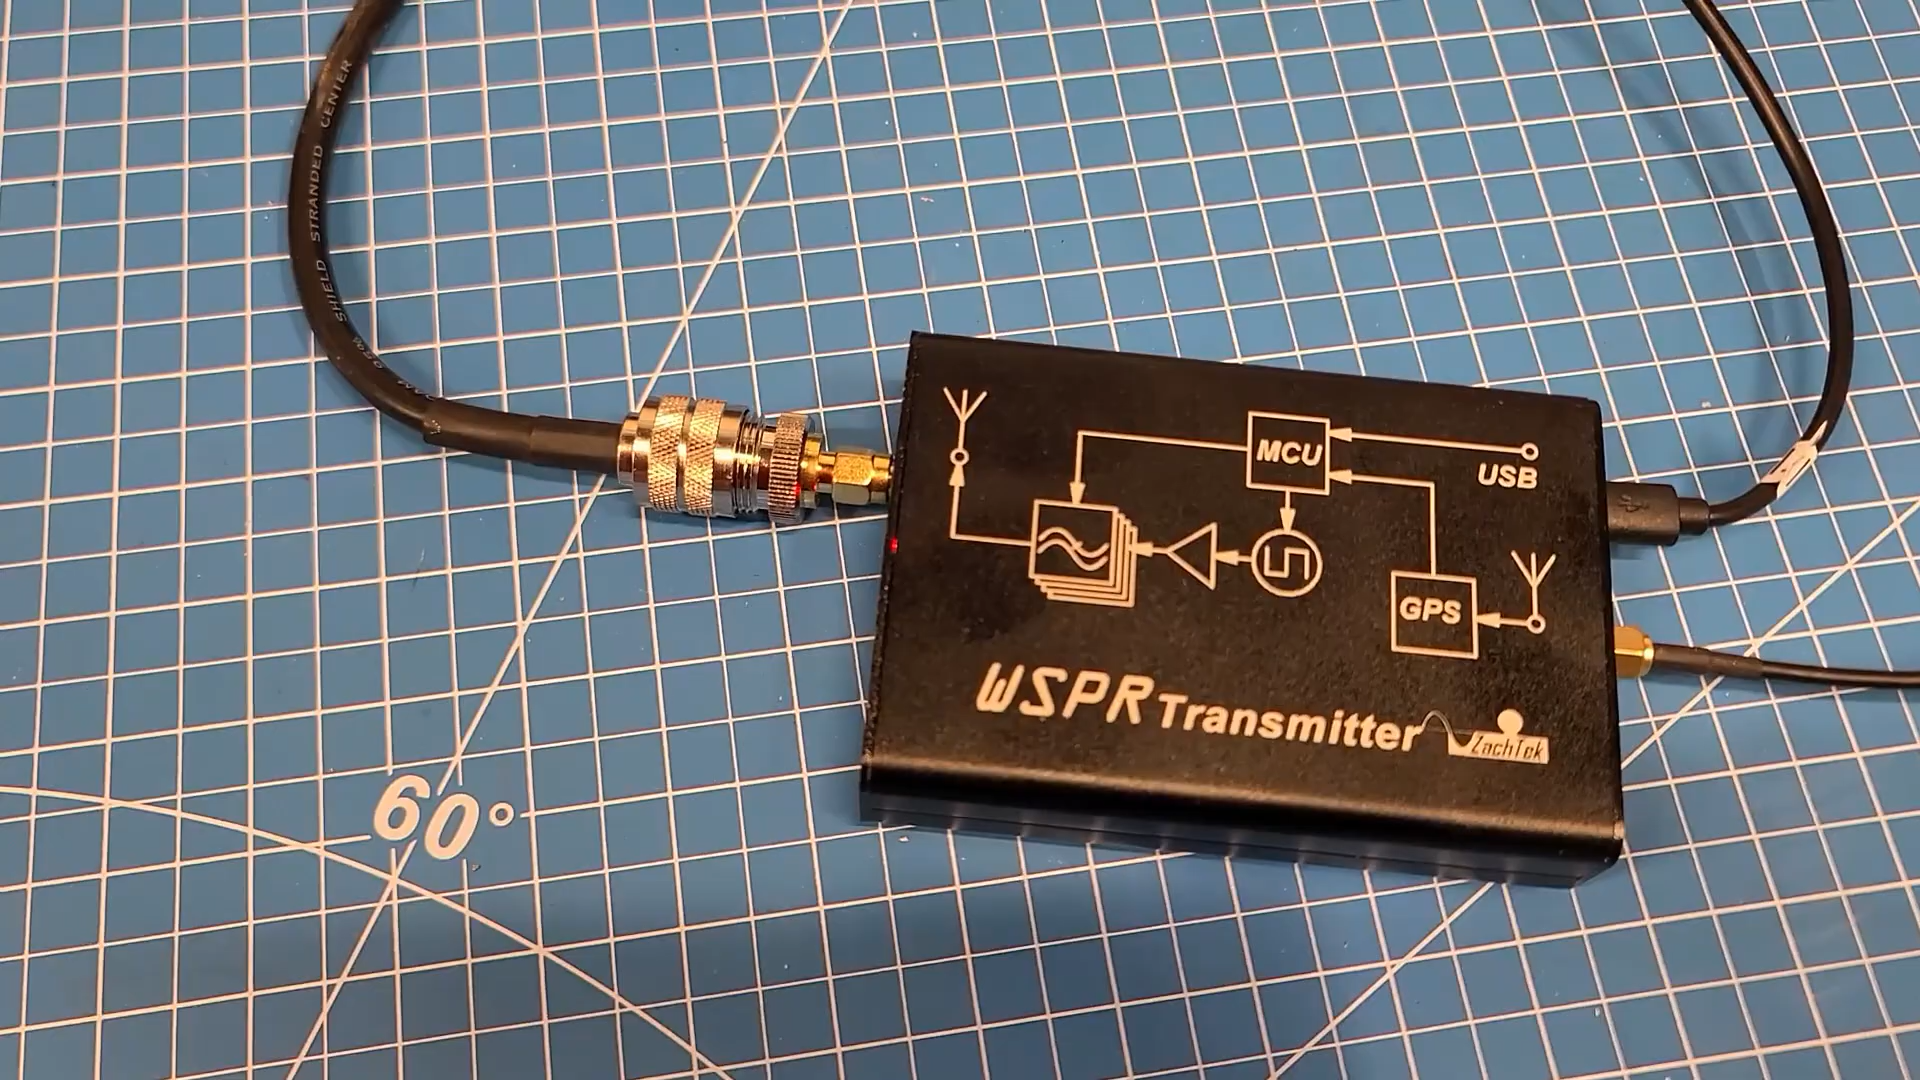 SHIELD STRANDED CENTER
MCU
USB
GPS
WSPR Transmitter
ZachTek
60°